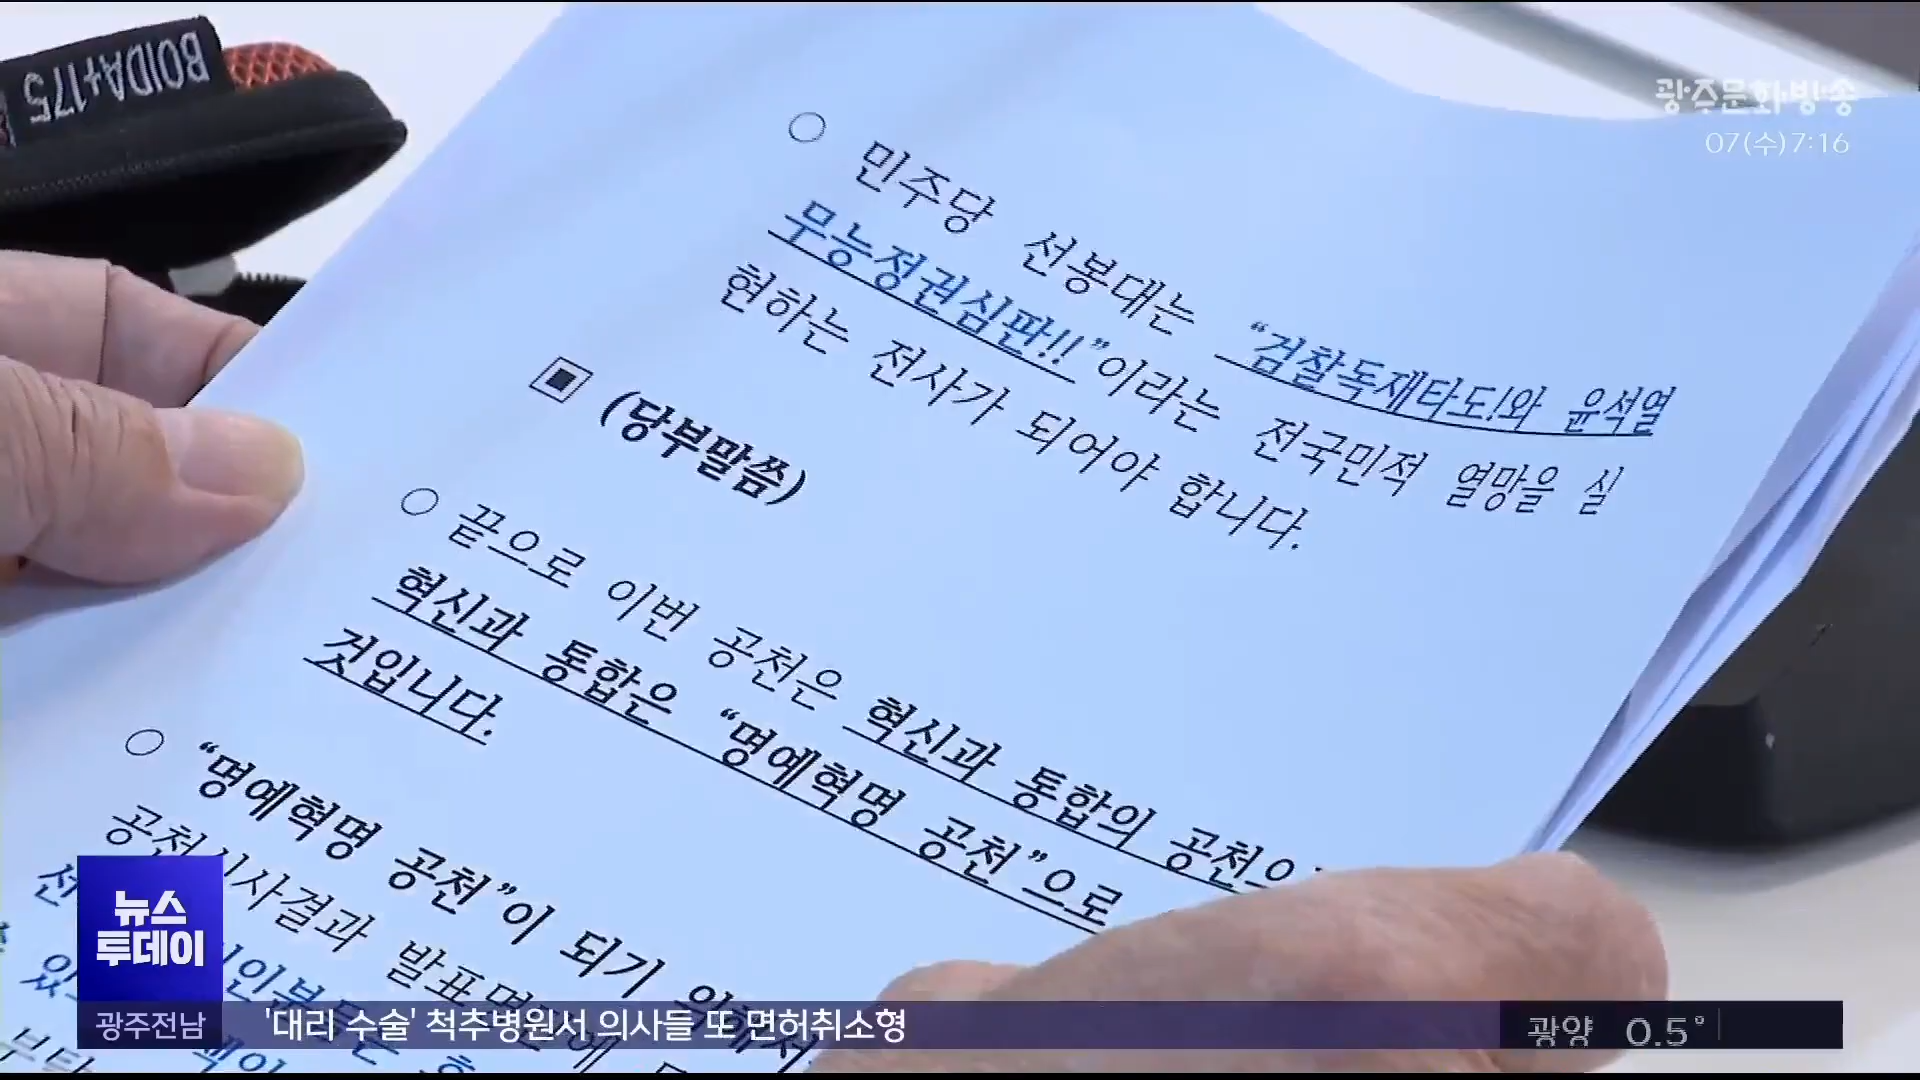 BOIDA+175
광주문화방송
07(수)7:16
○ 민주당 선봉대는 “검찰독재타도!와 윤석열
무능정권심판!!”이라는 전국민적 열망을 실
현하는 전사가 되어야 합니다.
▣ (당부말씀)
○ 끝으로 이번 공천은 혁신과 통합의 공천으
혁신과 통합은 “명예혁명 공천”으로
것입니다.
○ “명예혁명 공천”이 되기 위해서
공천심사결과 발표명단에
뉴스
투데이
광주전남 '대리 수술' 척추병원서 의사들 또 면허취소형
광양 0.5°